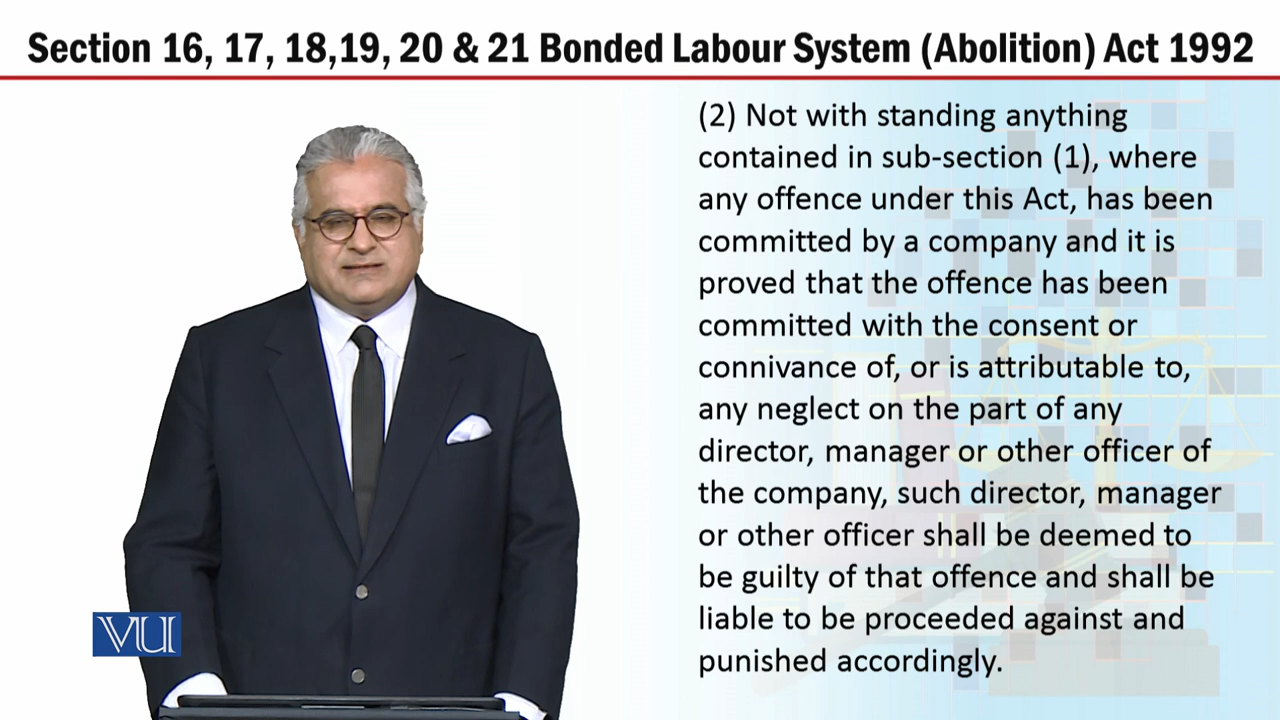 Section 16, 17, 18,19, 20 & 21 Bonded Labour System (Abolition) Act 1992
(2) Not with standing anything
contained in sub-section (1), where
any offence under this Act, has been
committed by a company and it is
proved that the offence has been
committed with the consent or
connivance of, or is attributable to,
any neglect on the part of any
director, manager or other officer of
the company, such director, manager
or other officer shall be deemed to
be guilty of that offence and shall be
liable to be proceeded against and
punished accordingly.
VU